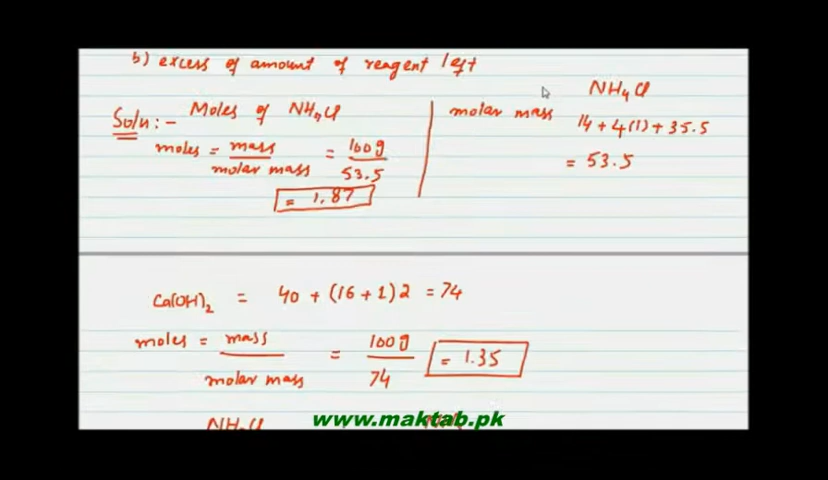 b) excess of amount of reagent left
Soln :- Moles of NH4Cl
moles = mass / molar mass = 100g / 53.5
= 1.87
NH4Cl
molar mass 14 + 4(1) + 35.5
= 53.5
Ca(OH)2 = 40 + (16 + 1) 2 = 74
moles = mass / molar mass = 100g / 74 = 1.35
NH4Cl
www.maktab.pk